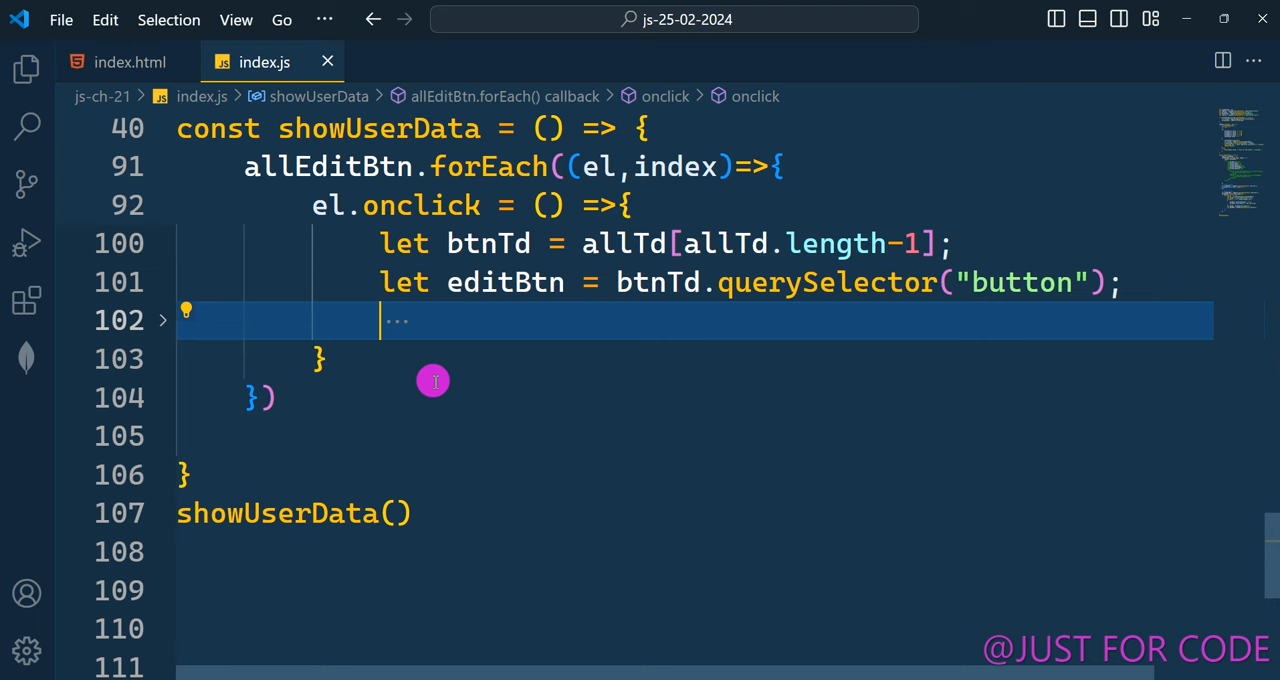 File Edit Selection View Go ··· js-25-02-2024
index.html index.js
js-ch-21 > index.js > showUserData > allEditBtn.forEach() callback > onclick > onclick
40 const showUserData = () => {
91 allEditBtn.forEach((el,index)=>{
92 el.onclick = () =>{
100 let btnTd = allTd[allTd.length-1];
101 let editBtn = btnTd.querySelector("button");
102 ···
103 }
104 })
105
106 }
107 showUserData()
108
109
110
111
@JUST FOR CODE